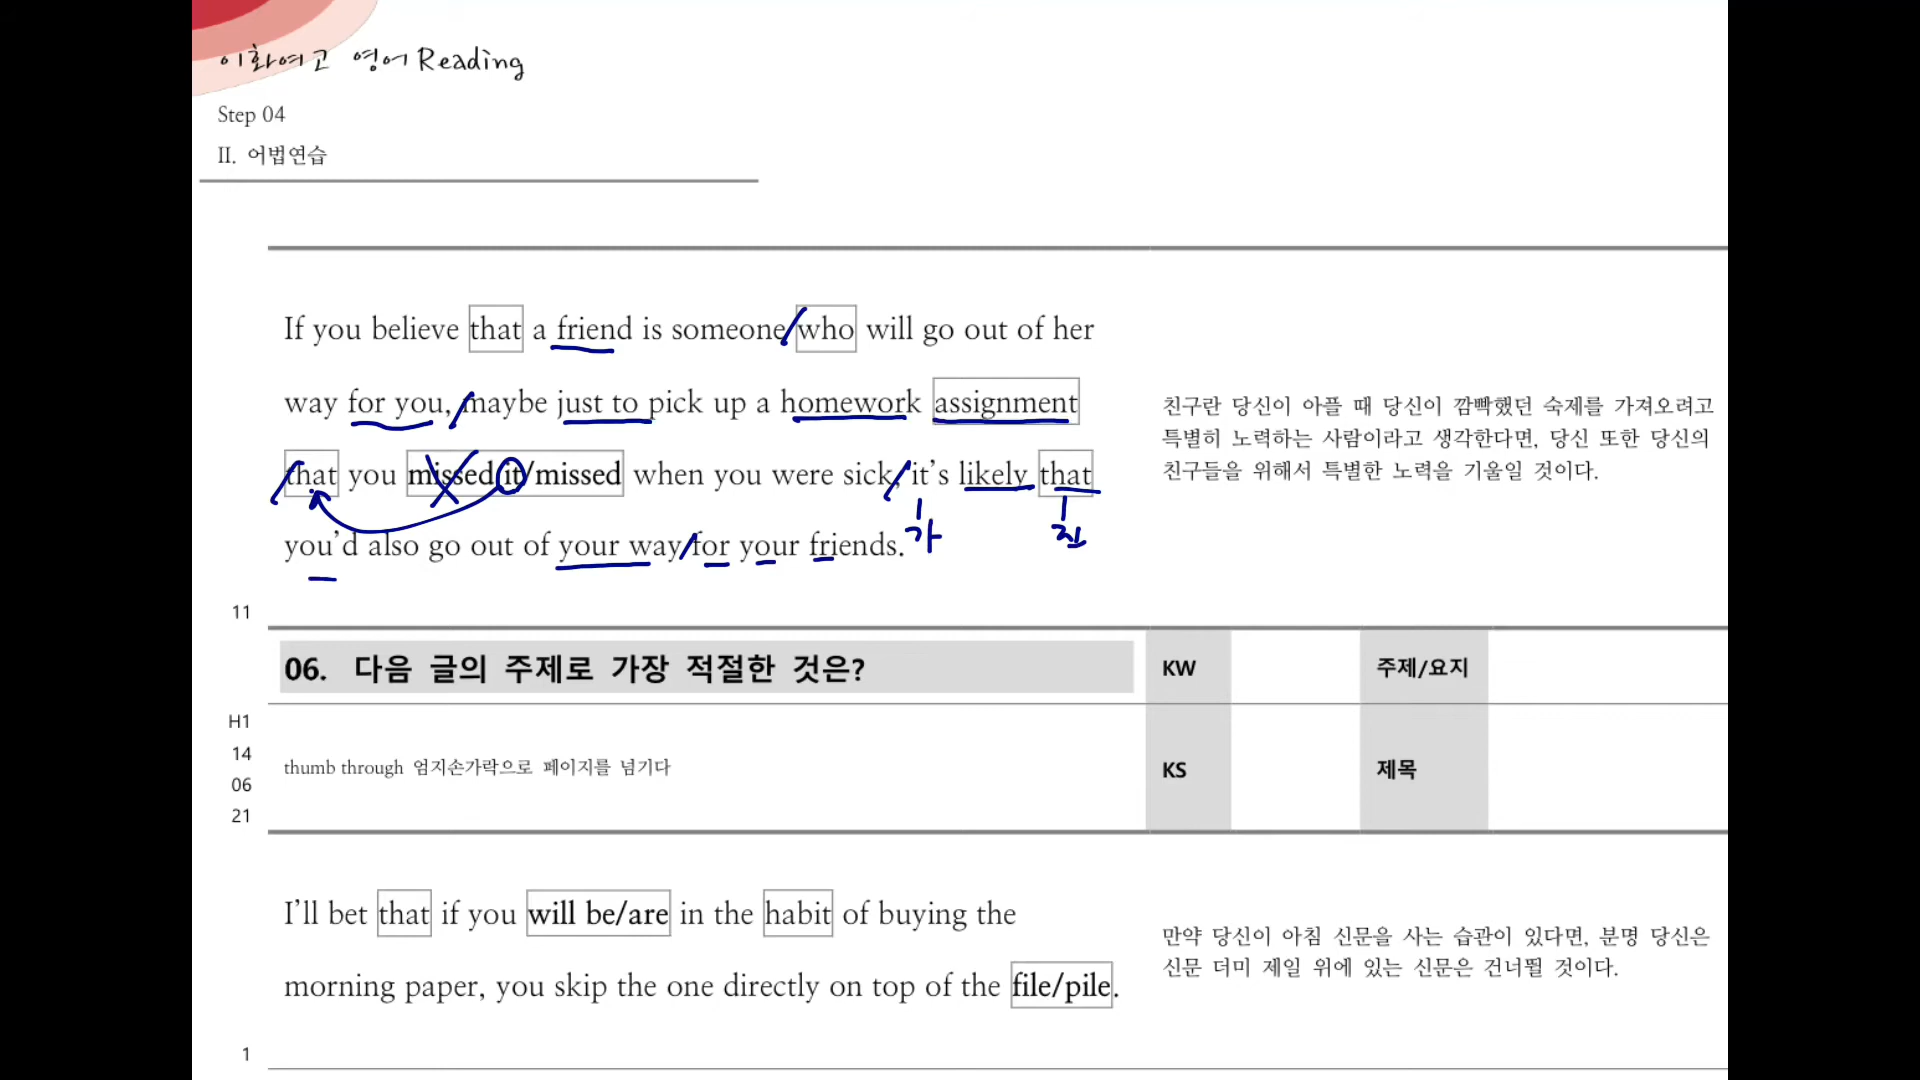 이화여고 영어 Reading
Step 04
II. 어법연습
If you believe that a friend is someone who will go out of her
way for you, maybe just to pick up a homework assignment
that you missed it/missed when you were sick, it's likely that
가 진
you'd also go out of your way for your friends.
친구란 당신이 아플 때 당신이 깜빡했던 숙제를 가져오려고
특별히 노력하는 사람이라고 생각한다면, 당신 또한 당신의
친구들을 위해서 특별한 노력을 기울일 것이다.
11
06. 다음 글의 주제로 가장 적절한 것은?
KW
주제/요지
H1
14
06
21
thumb through 엄지손가락으로 페이지를 넘기다
KS
제목
I'll bet that if you will be/are in the habit of buying the
morning paper, you skip the one directly on top of the file/pile.
만약 당신이 아침 신문을 사는 습관이 있다면, 분명 당신은
신문 더미 제일 위에 있는 신문은 건너뛸 것이다.
1